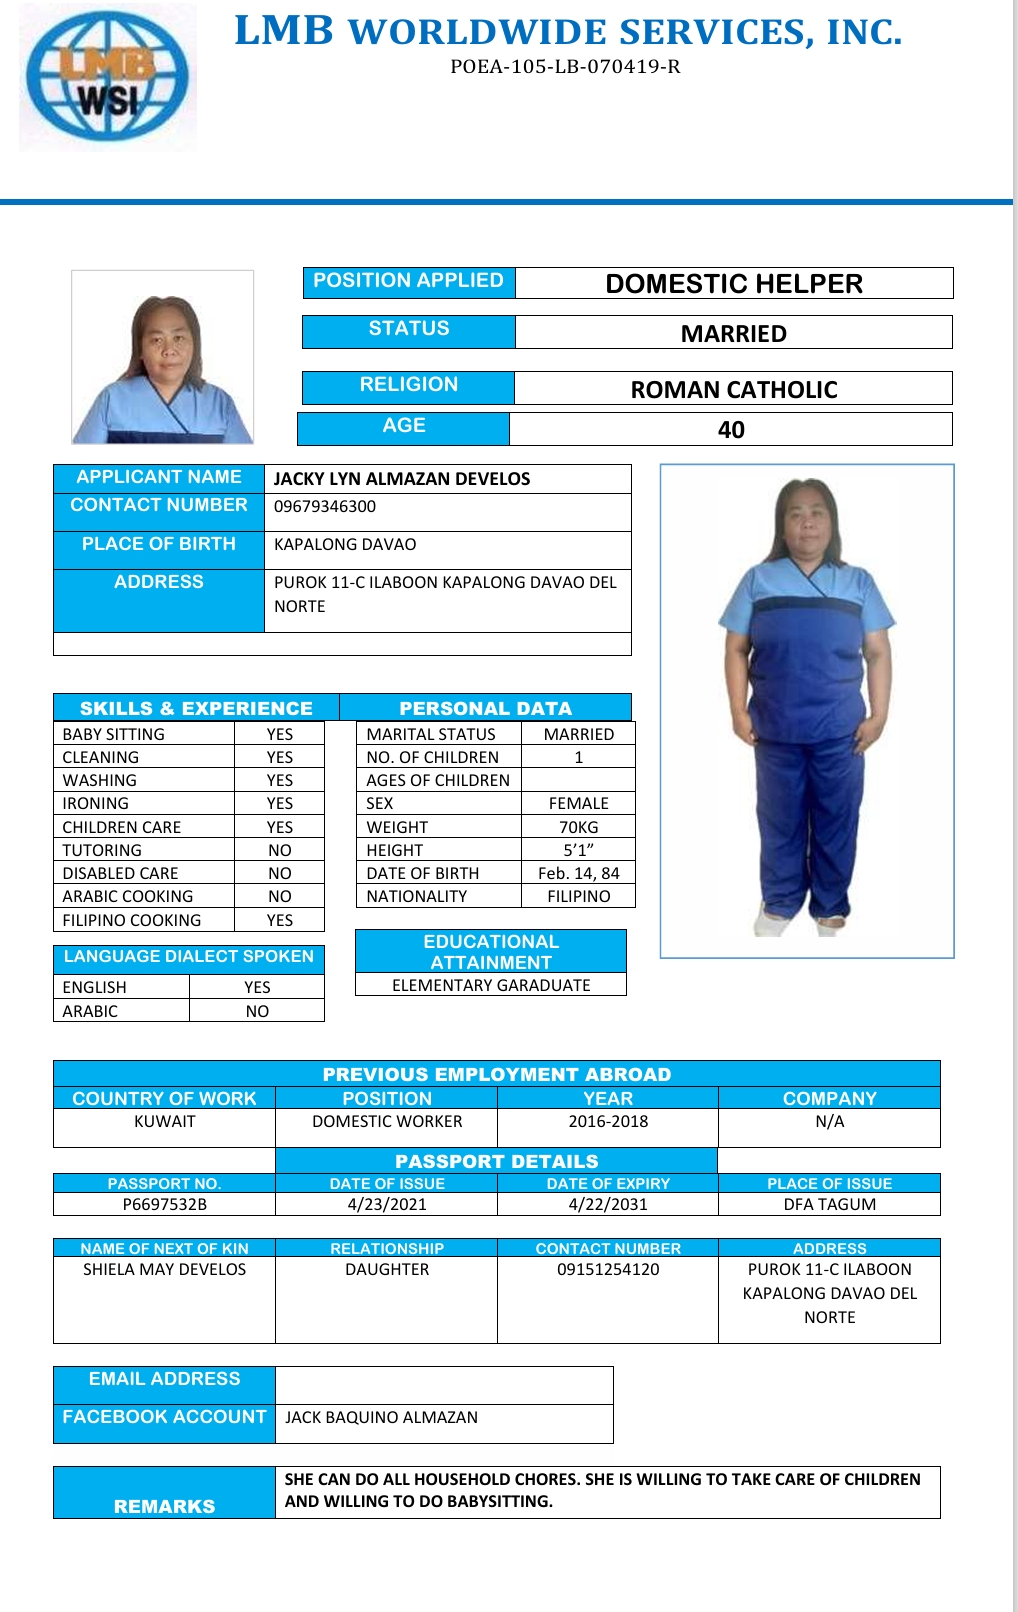 LMB
WSI
LMB WORLDWIDE SERVICES, INC.
POEA-105-LB-070419-R
POSITION APPLIED DOMESTIC HELPER
STATUS MARRIED
RELIGION ROMAN CATHOLIC
AGE 40
APPLICANT NAME JACKY LYN ALMAZAN DEVELOS
CONTACT NUMBER 09679346300
PLACE OF BIRTH KAPALONG DAVAO
ADDRESS PUROK 11-C ILABOON KAPALONG DAVAO DEL
NORTE
SKILLS & EXPERIENCE
BABY SITTING YES
CLEANING YES
WASHING YES
IRONING YES
CHILDREN CARE YES
TUTORING NO
DISABLED CARE NO
ARABIC COOKING NO
FILIPINO COOKING YES
LANGUAGE DIALECT SPOKEN
ENGLISH YES
ARABIC NO
PERSONAL DATA
MARITAL STATUS MARRIED
NO. OF CHILDREN 1
AGES OF CHILDREN
SEX FEMALE
WEIGHT 70KG
HEIGHT 5’1”
DATE OF BIRTH Feb. 14, 84
NATIONALITY FILIPINO
EDUCATIONAL
ATTAINMENT
ELEMENTARY GARADUATE
PREVIOUS EMPLOYMENT ABROAD
COUNTRY OF WORK POSITION YEAR COMPANY
KUWAIT DOMESTIC WORKER 2016-2018 N/A
PASSPORT DETAILS
PASSPORT NO. DATE OF ISSUE DATE OF EXPIRY PLACE OF ISSUE
P6697532B 4/23/2021 4/22/2031 DFA TAGUM
NAME OF NEXT OF KIN RELATIONSHIP CONTACT NUMBER ADDRESS
SHIELA MAY DEVELOS DAUGHTER 09151254120 PUROK 11-C ILABOON
KAPALONG DAVAO DEL
NORTE
EMAIL ADDRESS
FACEBOOK ACCOUNT JACK BAQUINO ALMAZAN
REMARKS SHE CAN DO ALL HOUSEHOLD CHORES. SHE IS WILLING TO TAKE CARE OF CHILDREN
AND WILLING TO DO BABYSITTING.